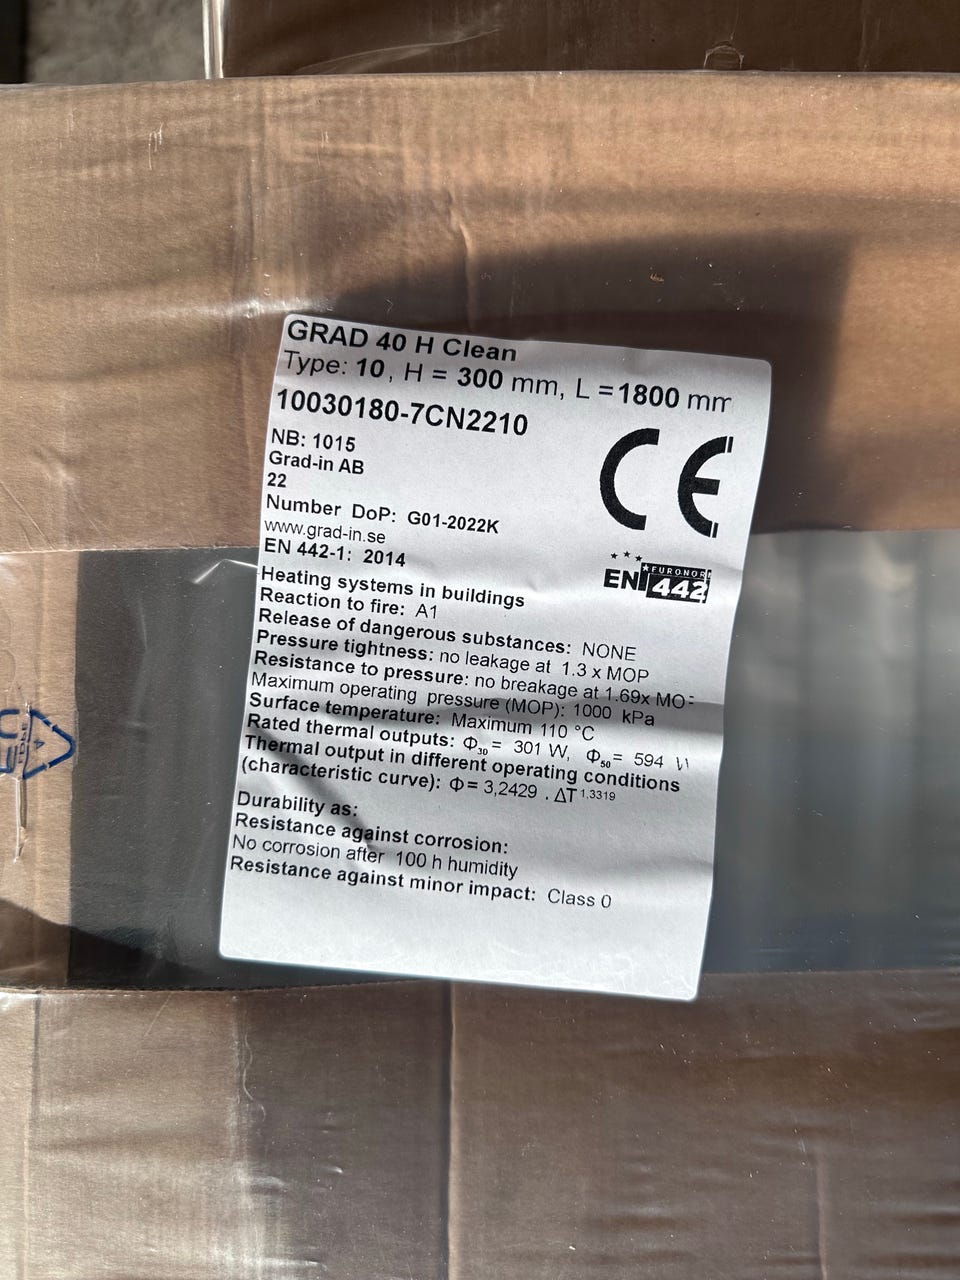 GRAD 40 H Clean
Type: 10, H = 300 mm, L =1800 mm
10030180-7CN2210
NB: 1015
Grad-in AB
22
Number DoP: G01-2022K
www.grad-in.se
EN 442-1: 2014
CE
EURONOR
EN 442
Heating systems in buildings
Reaction to fire: A1
Release of dangerous substances: NONE
Pressure tightness: no leakage at 1.3 x MOP
Resistance to pressure: no breakage at 1.69x MO
Maximum operating pressure (MOP): 1000 kPa
Surface temperature: Maximum 110 °C
Rated thermal outputs: Φ₃₀ = 301 W, Φ₅₀ = 594 W
Thermal output in different operating conditions
(characteristic curve): Φ= 3,2429 . ΔT ¹,³³¹⁹
Durability as:
Resistance against corrosion:
No corrosion after 100 h humidity
Resistance against minor impact: Class 0